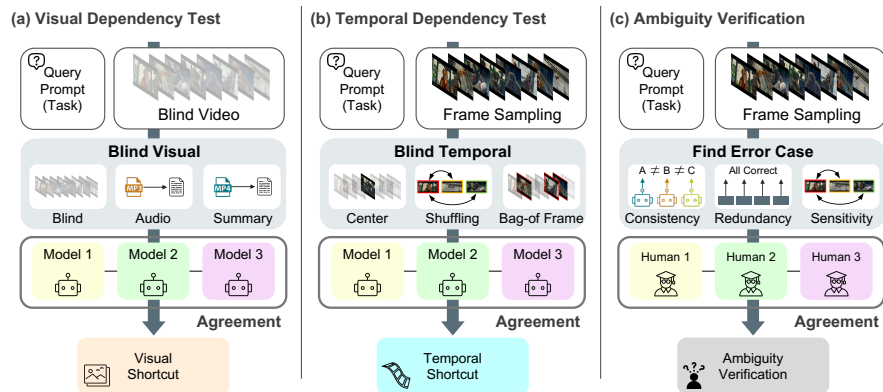 (a) Visual Dependency Test
?
Query
Prompt
(Task)
Blind Video
Blind Visual
MP3
MP4
Blind
Audio
Summary
Model 1
Model 2
Model 3
Agreement
Visual
Shortcut
(b) Temporal Dependency Test
?
Query
Prompt
(Task)
Frame Sampling
Blind Temporal
Center
Shuffling
Bag-of Frame
Model 1
Model 2
Model 3
Agreement
Temporal
Shortcut
(c) Ambiguity Verification
?
Query
Prompt
(Task)
Frame Sampling
Find Error Case
A ≠ B ≠ C
All Correct
Consistency
Redundancy
Sensitivity
Human 1
Human 2
Human 3
Agreement
? ? ?
Ambiguity
Verification